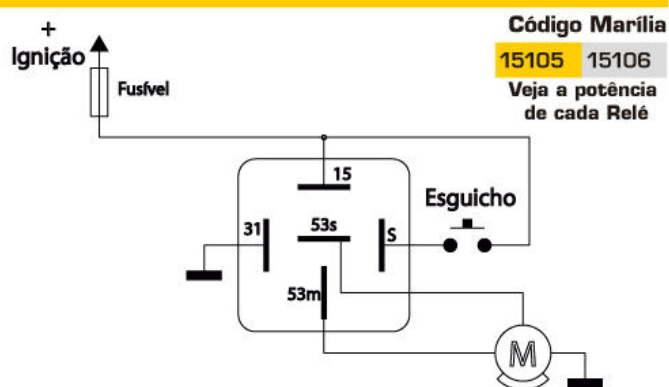 +
Ignição
Fusível
Código Marília
15105 15106
Veja a potência
de cada Relé
15
Esguicho
31
53s
S
53m
M